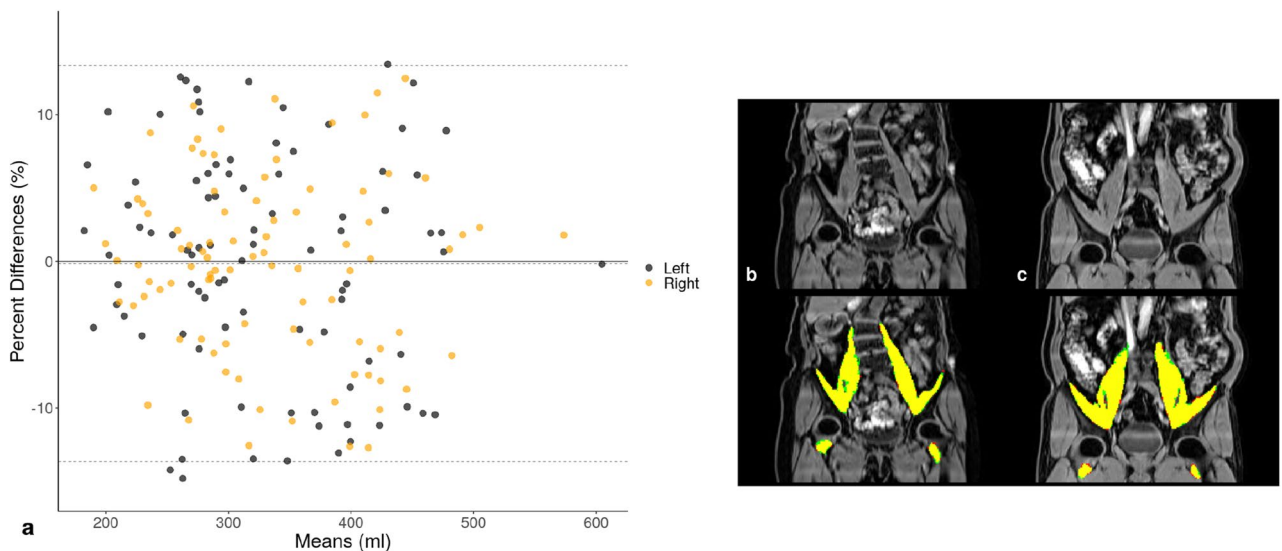 Percent Differences (%)
10
0
-10
200
300
400
500
600
Means (ml)
Left
Right
a
b
c